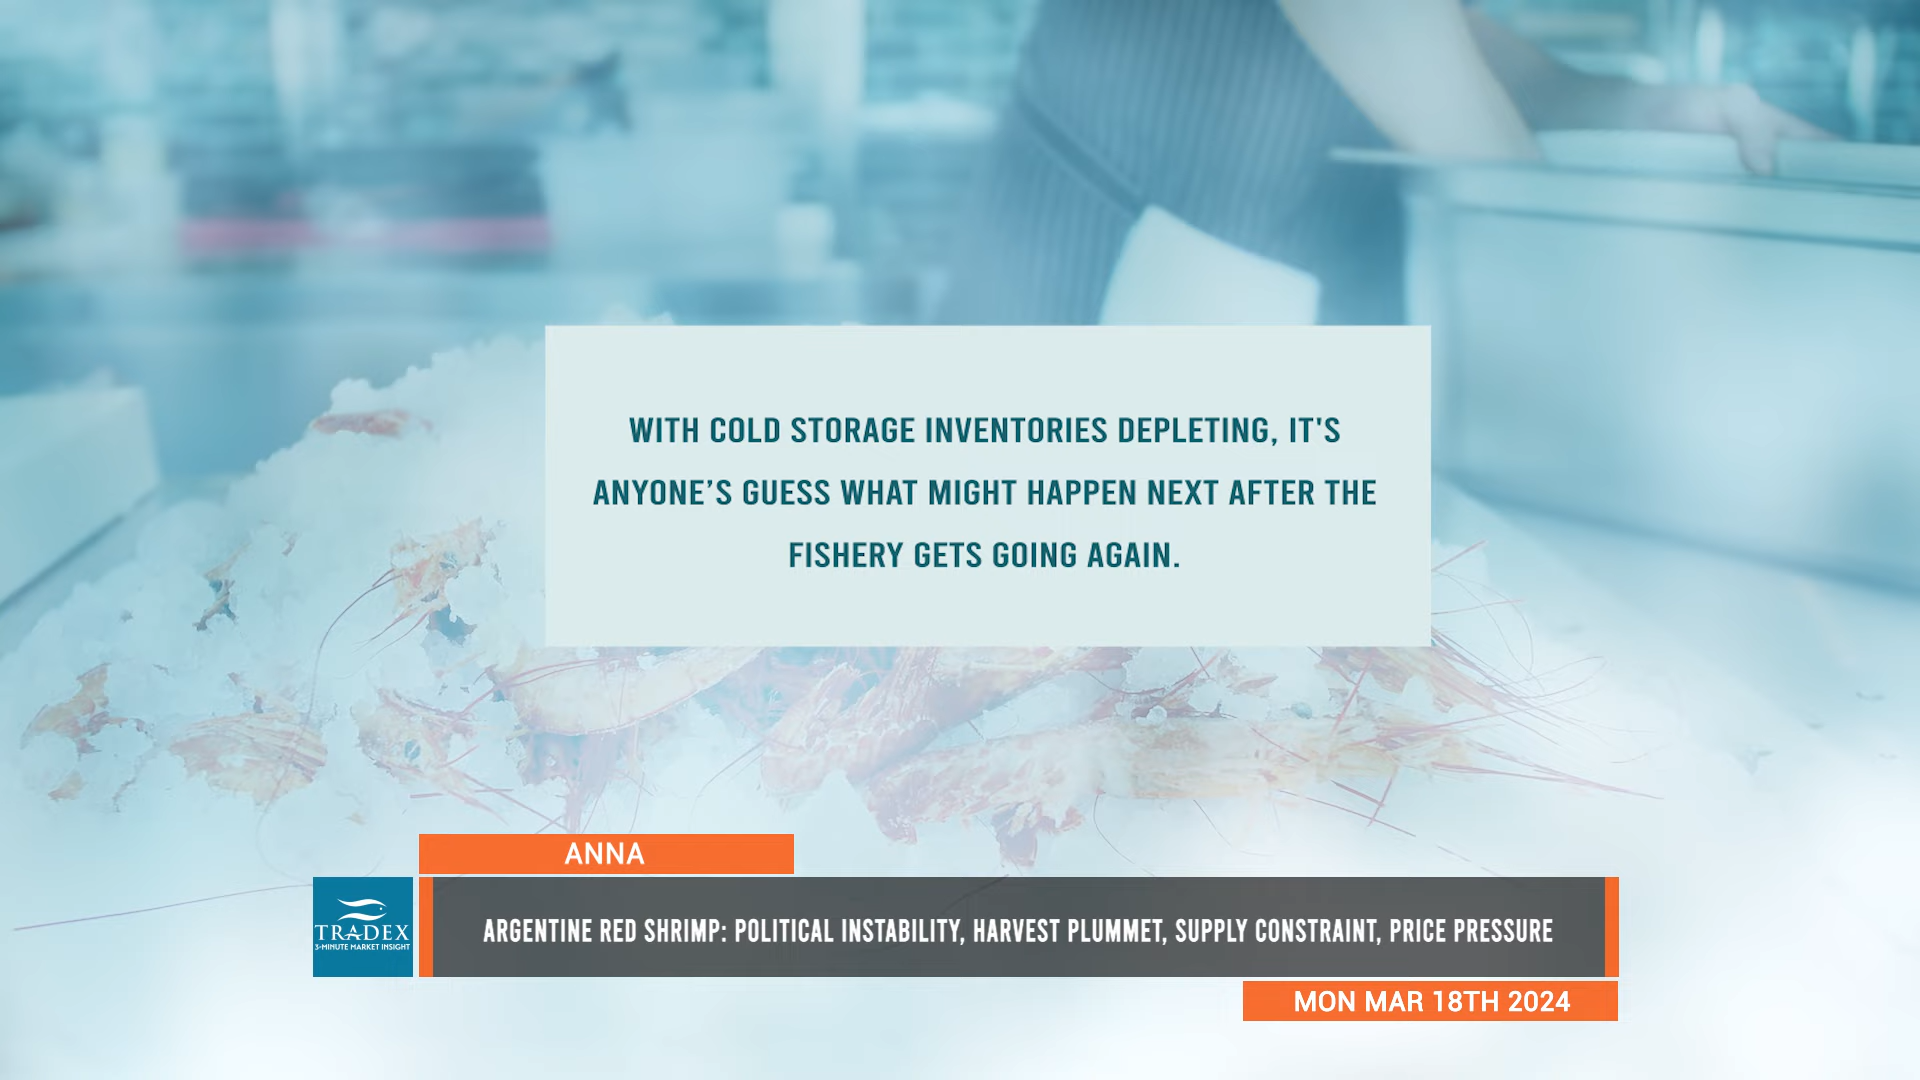 WITH COLD STORAGE INVENTORIES DEPLETING, IT'S
ANYONE’S GUESS WHAT MIGHT HAPPEN NEXT AFTER THE
FISHERY GETS GOING AGAIN.
ANNA
TRADEX
3-MINUTE MARKET INSIGHT
ARGENTINE RED SHRIMP: POLITICAL INSTABILITY, HARVEST PLUMMET, SUPPLY CONSTRAINT, PRICE PRESSURE
MON MAR 18TH 2024